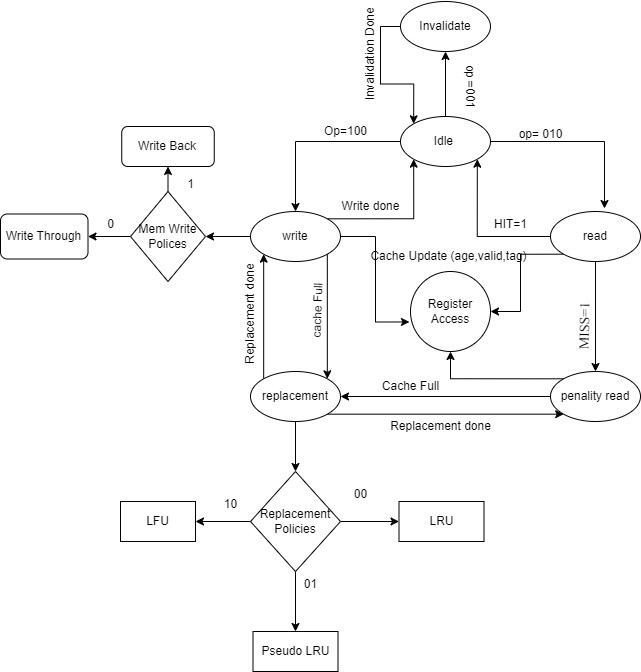 Invalidate
Invalidation Done
op =001
Idle
Op=100
op= 010
Write Back
1
Mem Write
Polices
0
Write Through
Write done
write
HIT=1
read
Cache Update (age,valid,tag)
Register
Access
Replacement done
cache Full
MISS=1
replacement
Cache Full
penality read
Replacement done
Replacement
Policies
10
00
LFU
LRU
01
Pseudo LRU